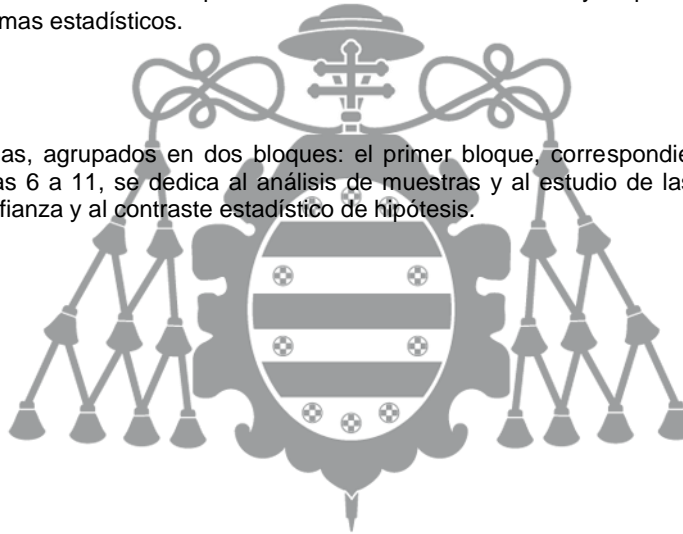 mas estadísticos.
as, agrupados en dos bloques: el primer bloque, correspondie
as 6 a 11, se dedica al análisis de muestras y al estudio de las
fianza y al contraste estadístico de hipótesis.